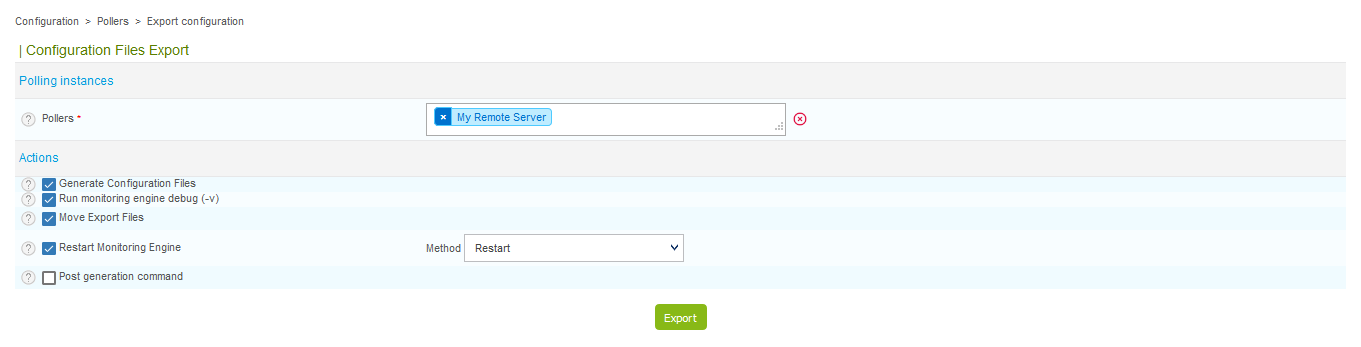 Configuration > Pollers > Export configuration
| Configuration Files Export
Polling instances
? Pollers * × My Remote Server
Actions
? Generate Configuration Files
? Run monitoring engine debug (-v)
? Move Export Files
? Restart Monitoring Engine Method Restart
? Post generation command
Export